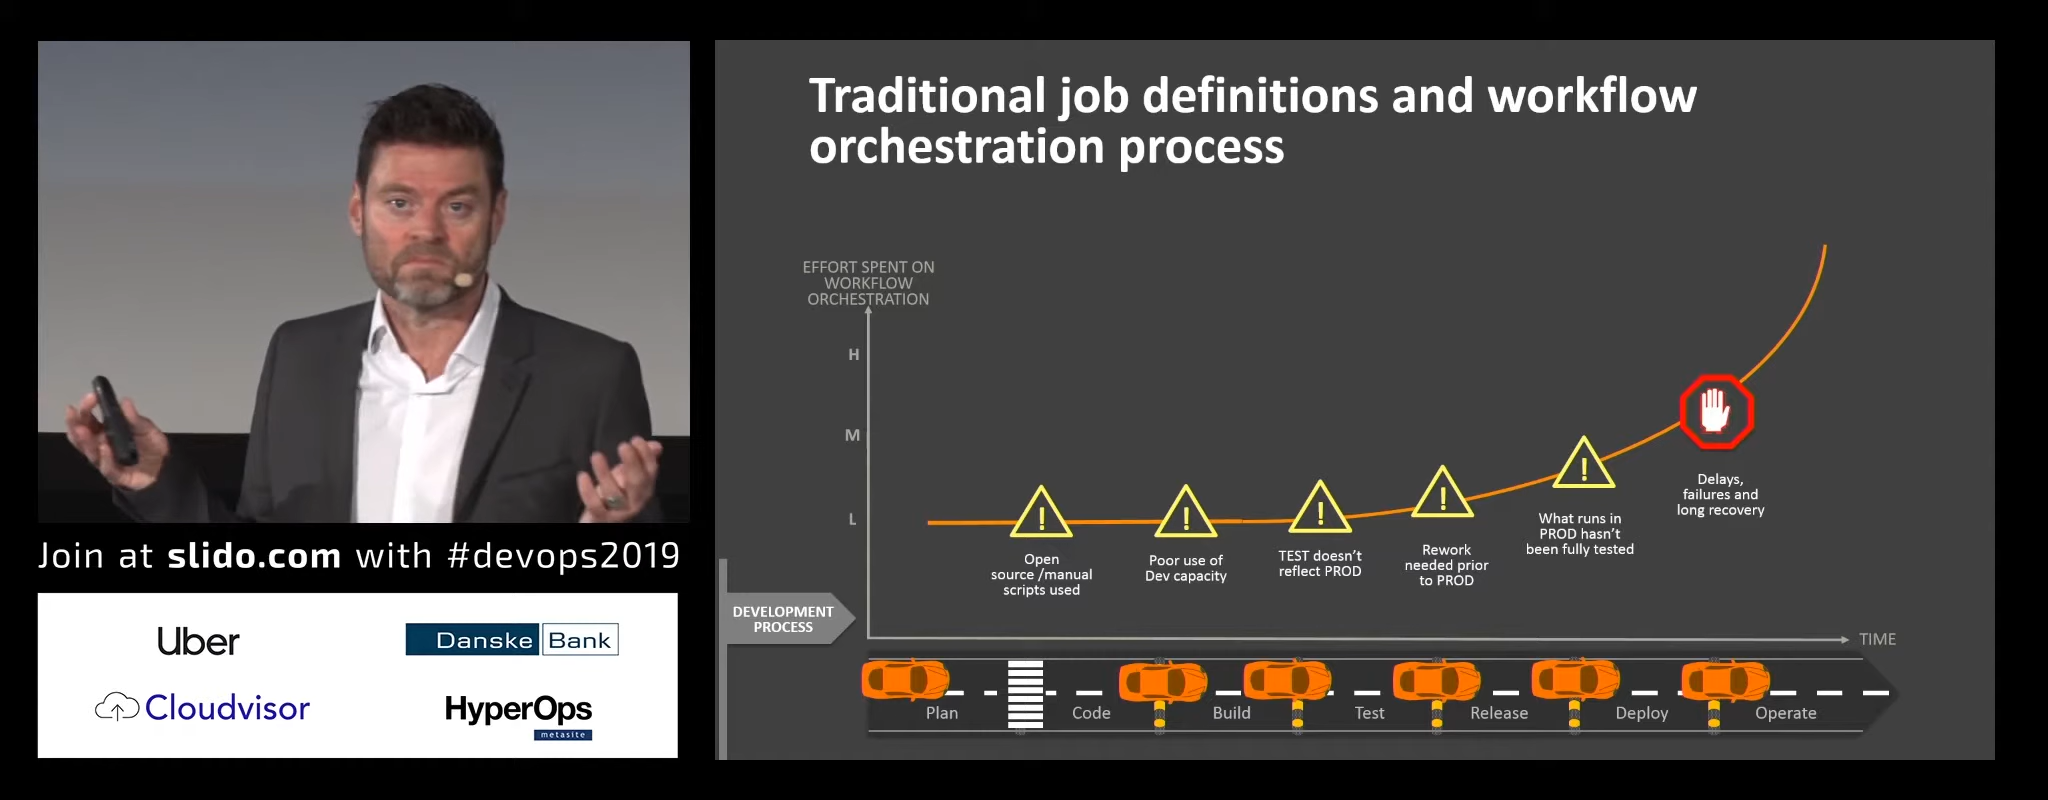 Join at slido.com with #devops2019
Uber
Danske Bank
Cloudvisor
HyperOps
metasite
Traditional job definitions and workflow
orchestration process
EFFORT SPENT ON
WORKFLOW
ORCHESTRATION
H
M
L
Open
source /manual
scripts used
Poor use of
Dev capacity
TEST doesn't
reflect PROD
Rework
needed prior
to PROD
What runs in
PROD hasn't
been fully tested
Delays,
failures and
long recovery
DEVELOPMENT
PROCESS
TIME
Plan
Code
Build
Test
Release
Deploy
Operate